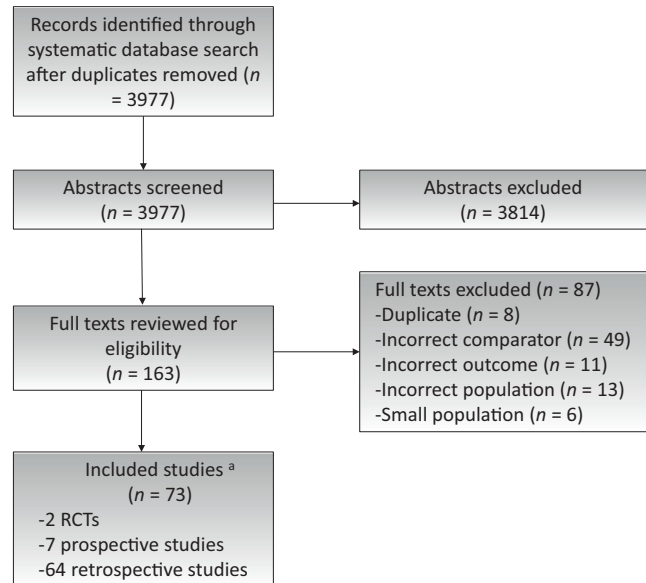 Records identified through
systematic database search
after duplicates removed (n
= 3977)
Abstracts screened
(n = 3977)
Abstracts excluded
(n = 3814)
Full texts reviewed for
eligibility
(n = 163)
Full texts excluded (n = 87)
-Duplicate (n = 8)
-Incorrect comparator (n = 49)
-Incorrect outcome (n = 11)
-Incorrect population (n = 13)
-Small population (n = 6)
Included studies a
(n = 73)
-2 RCTs
-7 prospective studies
-64 retrospective studies